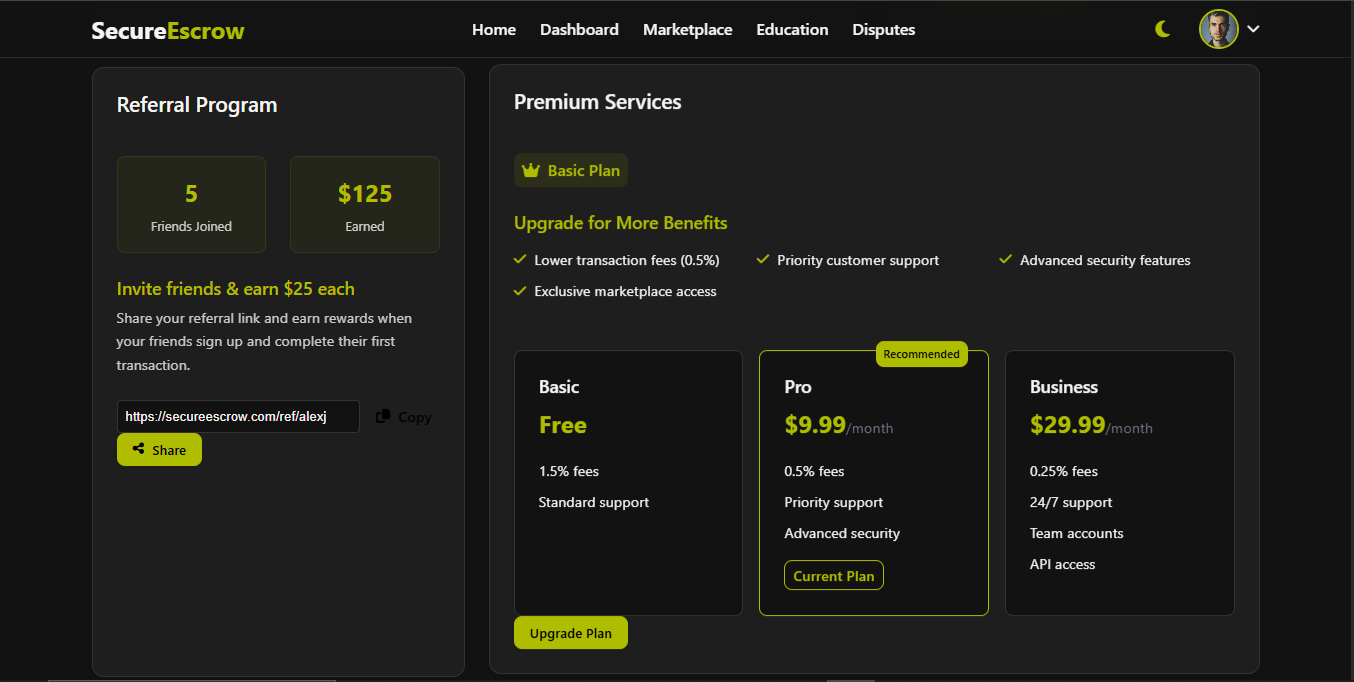 SecureEscrow
Home Dashboard Marketplace Education Disputes
Referral Program
5
Friends Joined
$125
Earned
Invite friends & earn $25 each
Share your referral link and earn rewards when
your friends sign up and complete their first
transaction.
https://secureescrow.com/ref/alexj
Copy
Share
Premium Services
Basic Plan
Upgrade for More Benefits
Lower transaction fees (0.5%)
Priority customer support
Advanced security features
Exclusive marketplace access
Basic
Free
1.5% fees
Standard support
Recommended
Pro
$9.99/month
0.5% fees
Priority support
Advanced security
Current Plan
Business
$29.99/month
0.25% fees
24/7 support
Team accounts
API access
Upgrade Plan